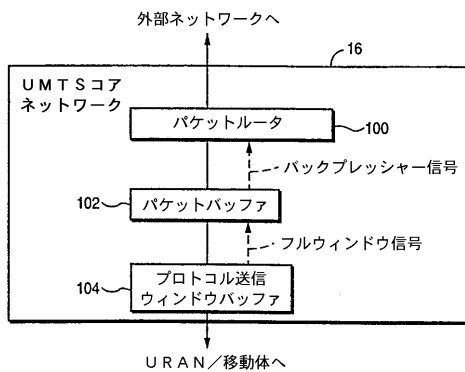 外部ネットワークへ
16
UMTSコア
ネットワーク
パケットルータ
100
バックプレッシャー信号
102
パケットバッファ
フルウィンドウ信号
104
プロトコル送信
ウィンドウバッファ
URAN/移動体へ